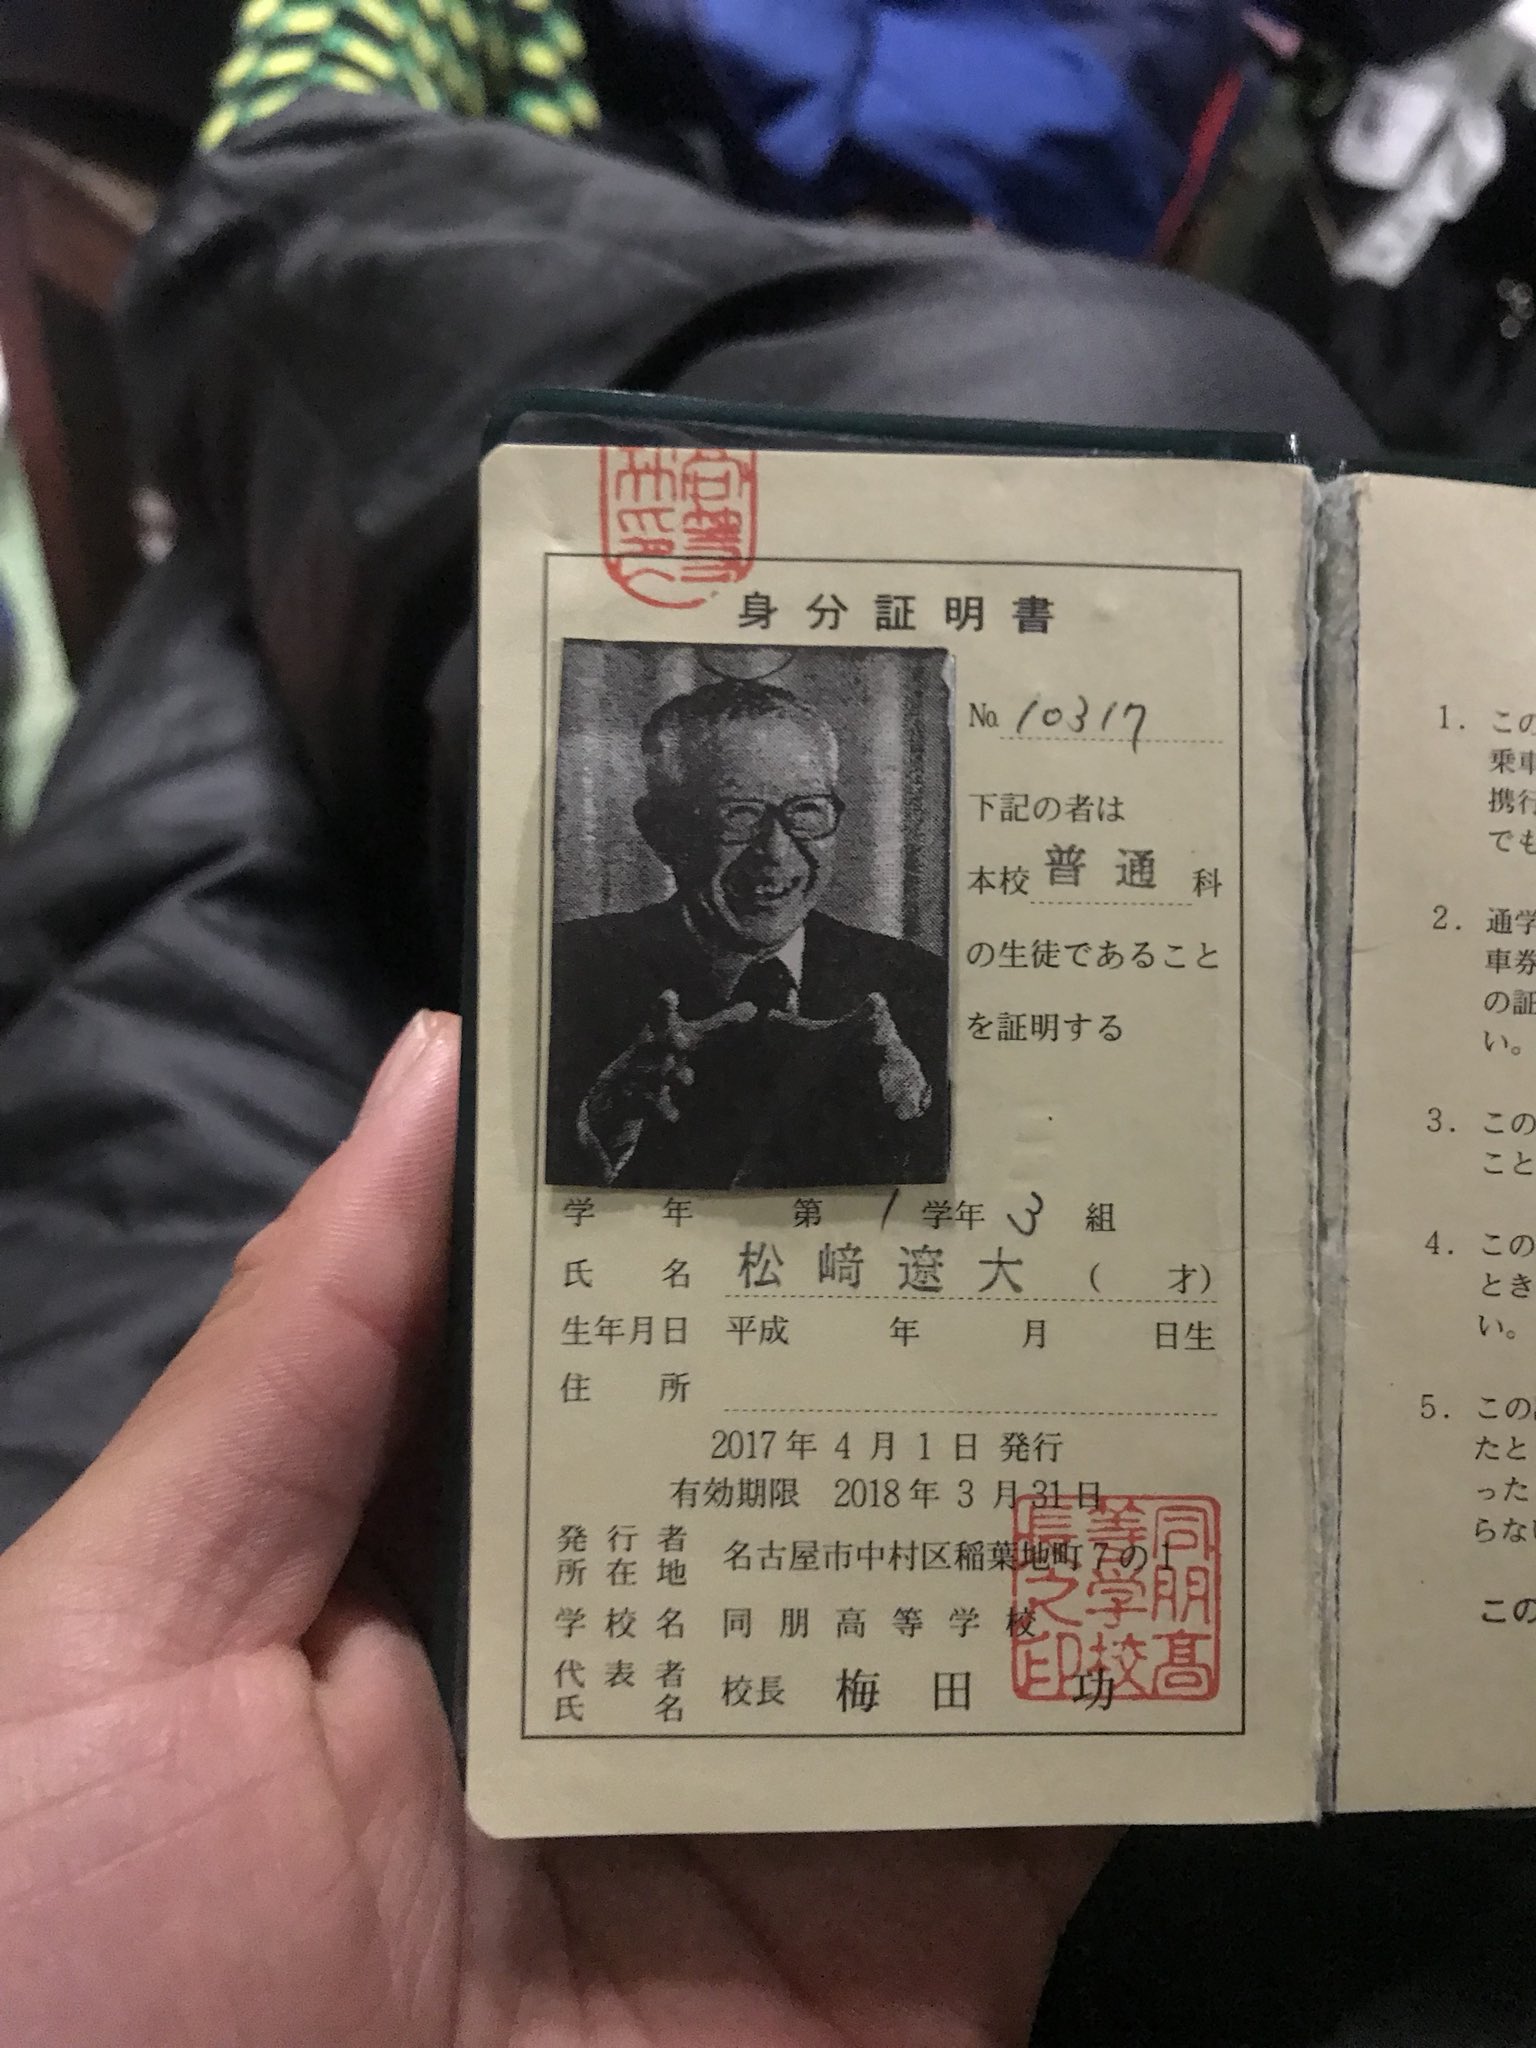 身分証明書
No. 10317
下記の者は
本校 普通 科
の生徒であること
を証明する
学年 第 1 学年 3 組
氏名 松﨑遼大 ( 才)
生年月日 平成 年 月 日生
住所
2017年4月1日 発行
有効期限 2018年3月31日
発行者所在地 名古屋市中村区稲葉地町7の1
学校名 同朋高等学校
代表者氏名 校長 梅田 功
同朋高等学校長之印
1. この
乗車
携行
でも
2. 通学
車券
の証
い。
3. この
こと
4. この
とき
い。
5. この
たと
った
らな
この